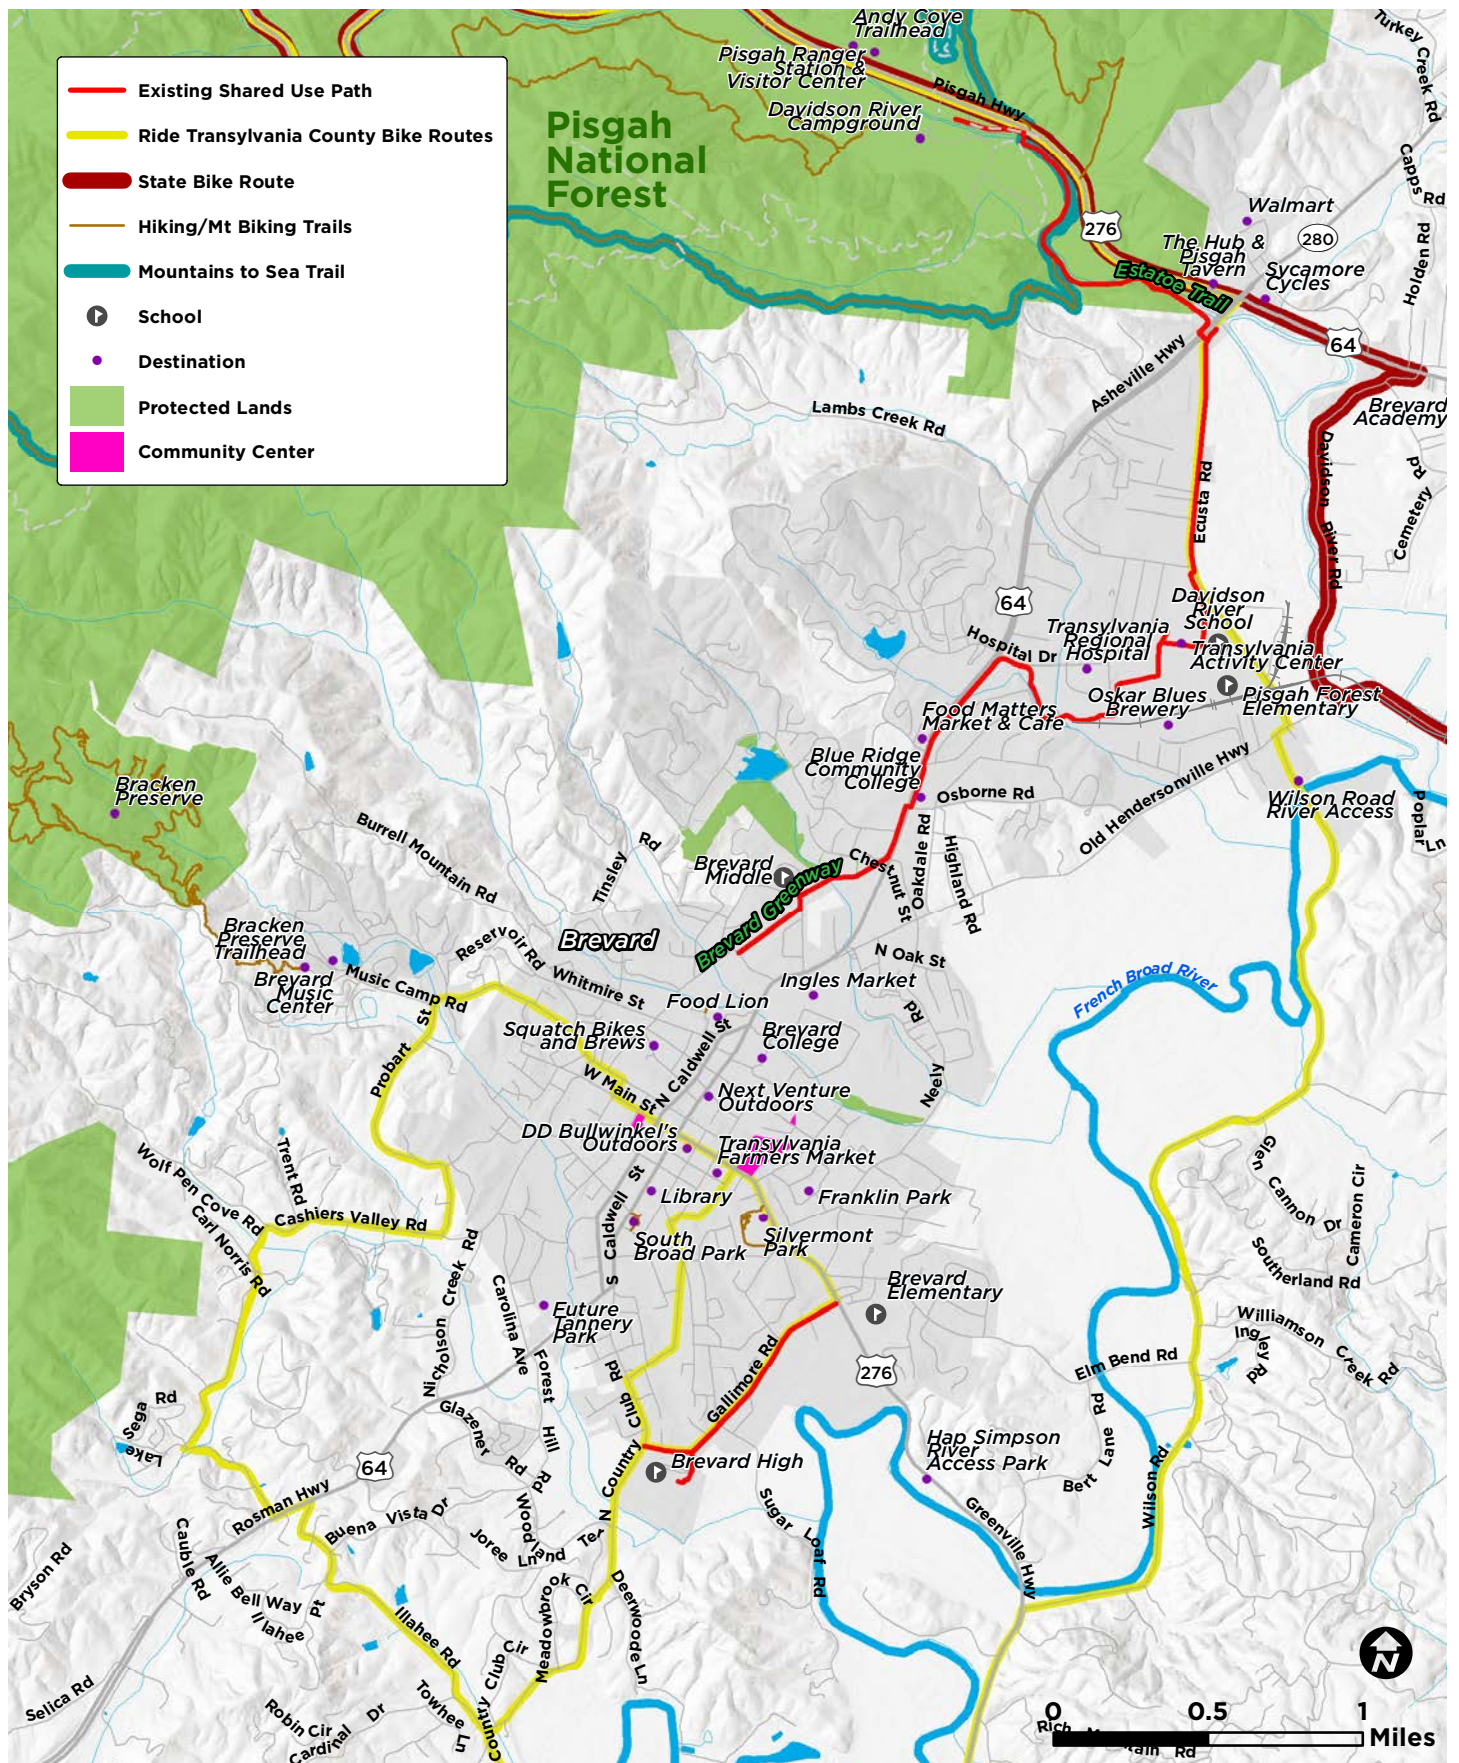 Existing Shared Use Path
Ride Transylvania County Bike Routes
State Bike Route
Hiking/Mt Biking Trails
Mountains to Sea Trail
School
Destination
Protected Lands
Community Center
Andy Cove
Trailhead
Pisgah Ranger
Station &
Visitor Center
Pisgah Hwy
Davidson River
Campground
Pisgah
National
Forest
Turkey Creek Rd
Capps
Rd
Walmart
276
280
The Hub &
Pisgah
Tavern
Sycamore
Cycles
Holden Rd
Estatoe Trail
64
Asheville Hwy
Brevard
Academy
Lambs Creek Rd
Davidson
River Rd
Rd
Cemetery
Ecusta Rd
64
Davidson
River
School
Hospital Dr
Transylvania
Regional
Hospital
Transylvania
Activity Center
Oskar Blues
Brewery
Pisgah Forest
Elementary
Food Matters
Market & Cafe
Blue Ridge
Community
College
Osborne Rd
Old Hendersonville Hwy
Wilson Road
River Access
Poplar
Ln
Bracken
Preserve
Burrell Mountain Rd
Tinsley
Rd
Brevard
Middle
Chestnut St
Oakdale Rd
Highland Rd
Brevard Greenway
Bracken
Preserve
Trailhead
Brevard
Music
Center
Music Camp Rd
Reservoir Rd
Brevard
Whitmire St
N Oak St
Ingles Market
French Broad River
Food Lion
Rd
Neely
Squatch Bikes
and Brews
N Caldwell St
Brevard
College
Probart
St
W Main St
Next Venture
Outdoors
DD Bullwinkel's
Outdoors
Transylvania
Farmers Market
Wolf Pen Cove Rd
Trent Rd
Cashiers Valley Rd
Carl Norris Rd
S Caldwell St
Library
Franklin Park
South
Broad Park
Silvermont
Park
Glen
Cannon Dr
Cameron Cir
Southerland Rd
Nicholson Creek Rd
Carolina Ave
Future
Tannery
Park
Brevard
Elementary
Williamson
Creek Rd
Ingley
Rd
Forest
Hill
Rd
Gallimore Rd
276
Elm Bend Rd
Sega Rd
Lake
Glazener
Rd
N Country
Club Rd
Bert Lane Rd
Hap Simpson
River
Access Park
Brevard High
64
Rosman Hwy
Buena Vista Dr
Woodland Ter
Joree Ln
Sugar
Loaf Rd
Greenville Hwy
Wilson Rd
Bryson Rd
Cauble Rd
Allie Bell Way
Illahee
Pt
Illahee Rd
Meadowbrook Cir
Deerwoode Ln
Selica Rd
Robin Cir
Cardinal Dr
Towhee
Ln
Country Club Cir
N
0 0.5 1
Miles